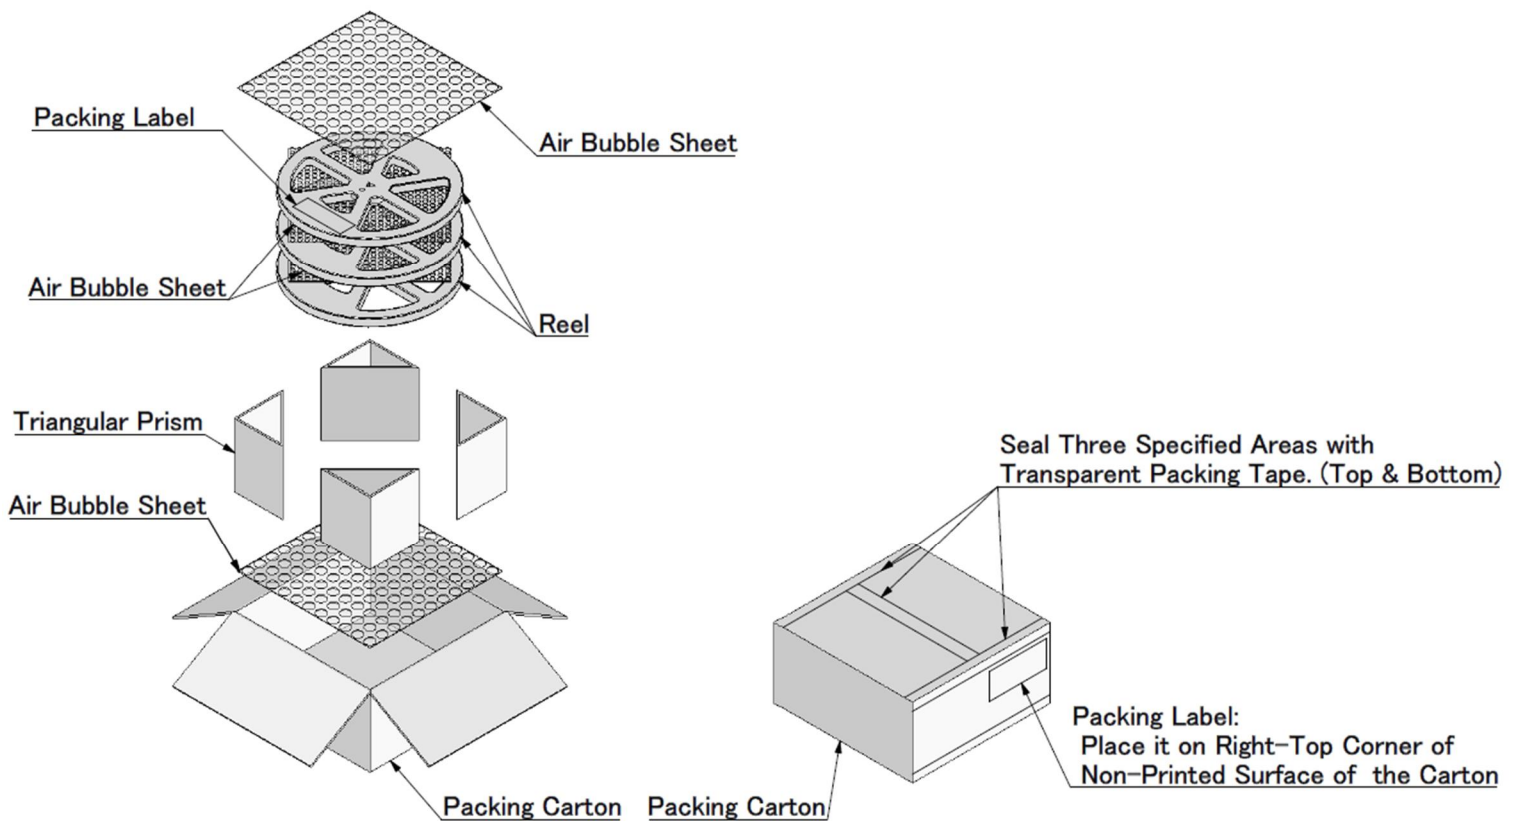 Packing Label
Air Bubble Sheet
Air Bubble Sheet
Reel
Triangular Prism
Air Bubble Sheet
Packing Carton
Seal Three Specified Areas with
Transparent Packing Tape. (Top & Bottom)
Packing Label:
Place it on Right-Top Corner of
Non-Printed Surface of the Carton
Packing Carton